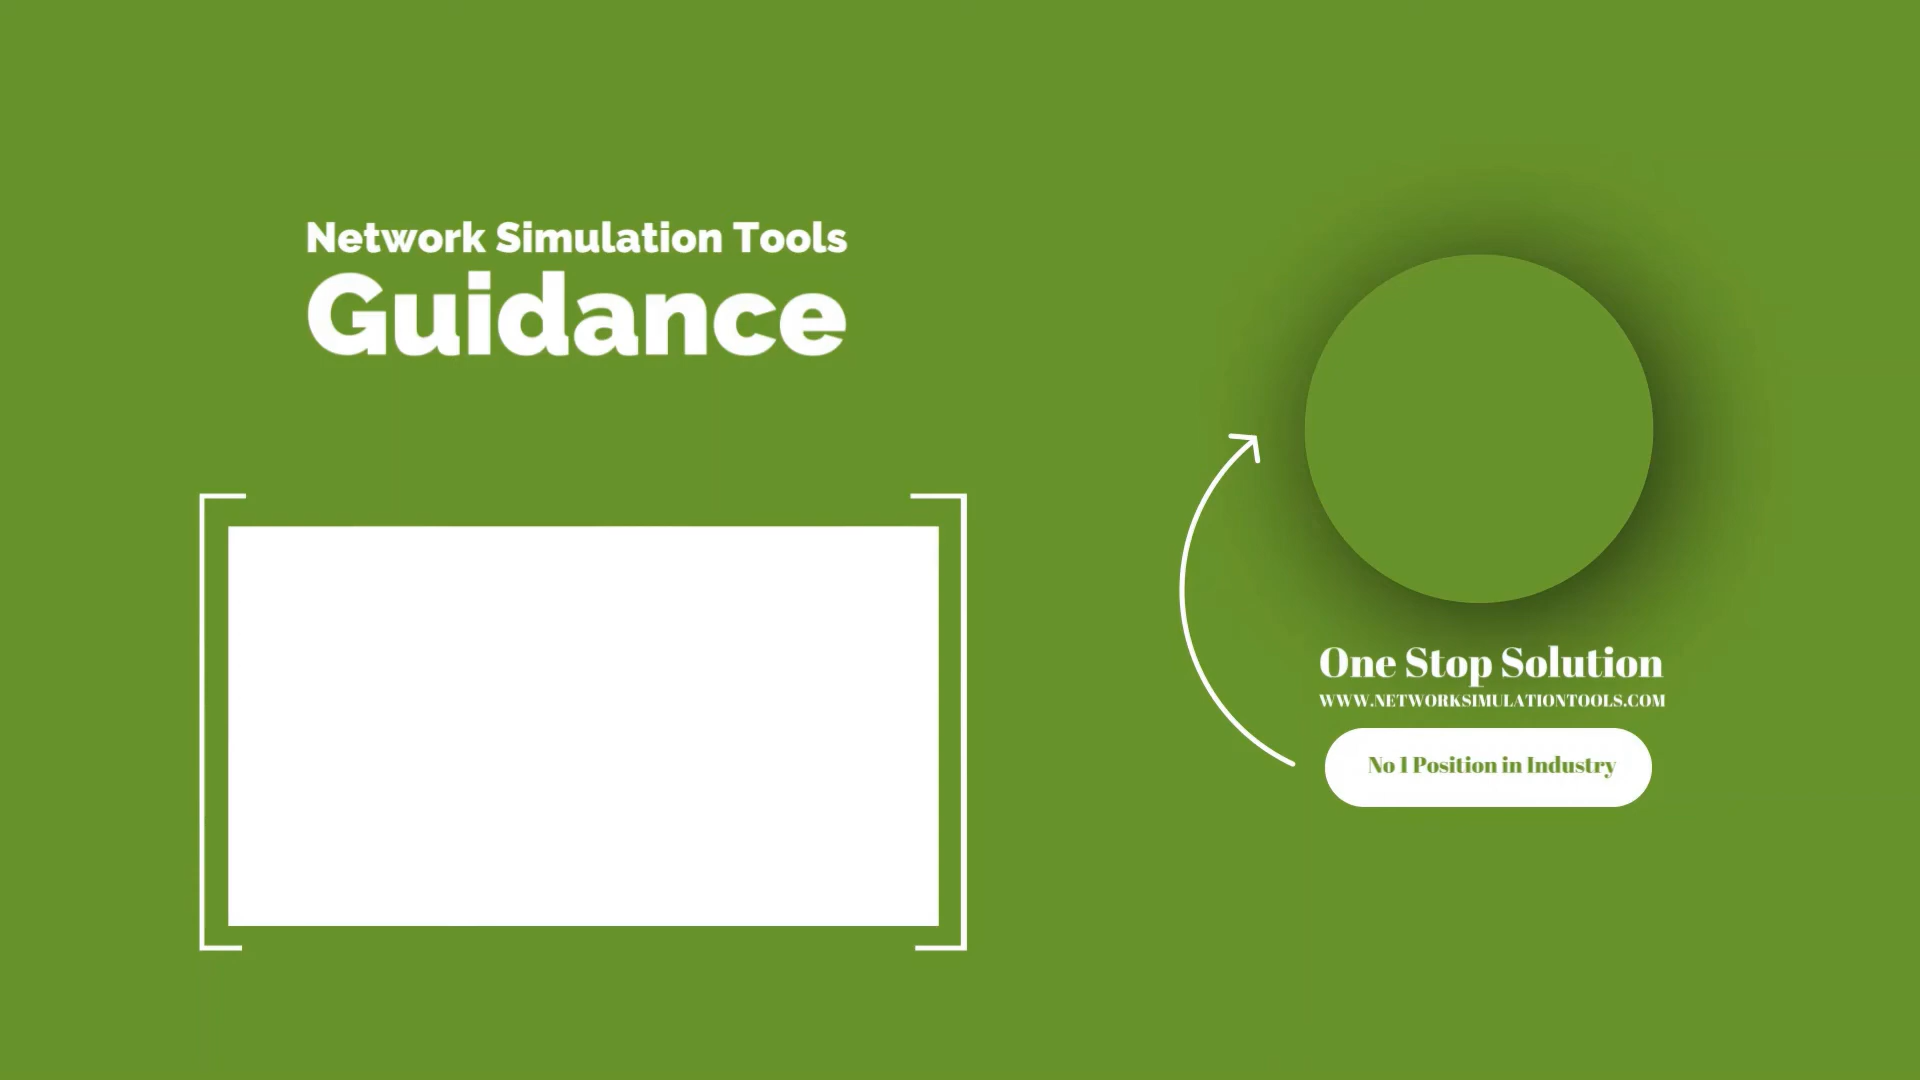 Network Simulation Tools
Guidance
One Stop Solution
WWW.NETWORKSIMULATIONTOOLS.COM
No 1 Position in Industry